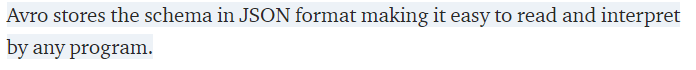 Avro stores the schema in JSON format making it easy to read and interpret
by any program.